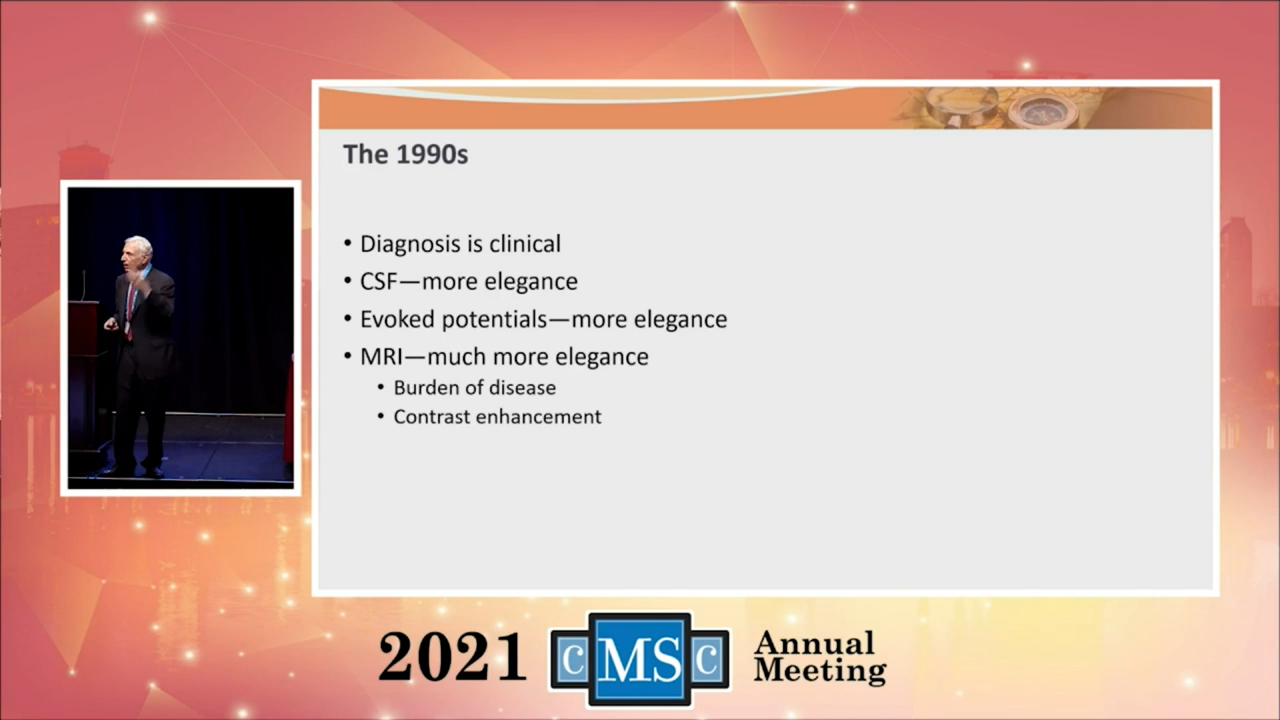 The 1990s
• Diagnosis is clinical
• CSF—more elegance
• Evoked potentials—more elegance
• MRI—much more elegance
• Burden of disease
• Contrast enhancement
2021 CMSC Annual Meeting